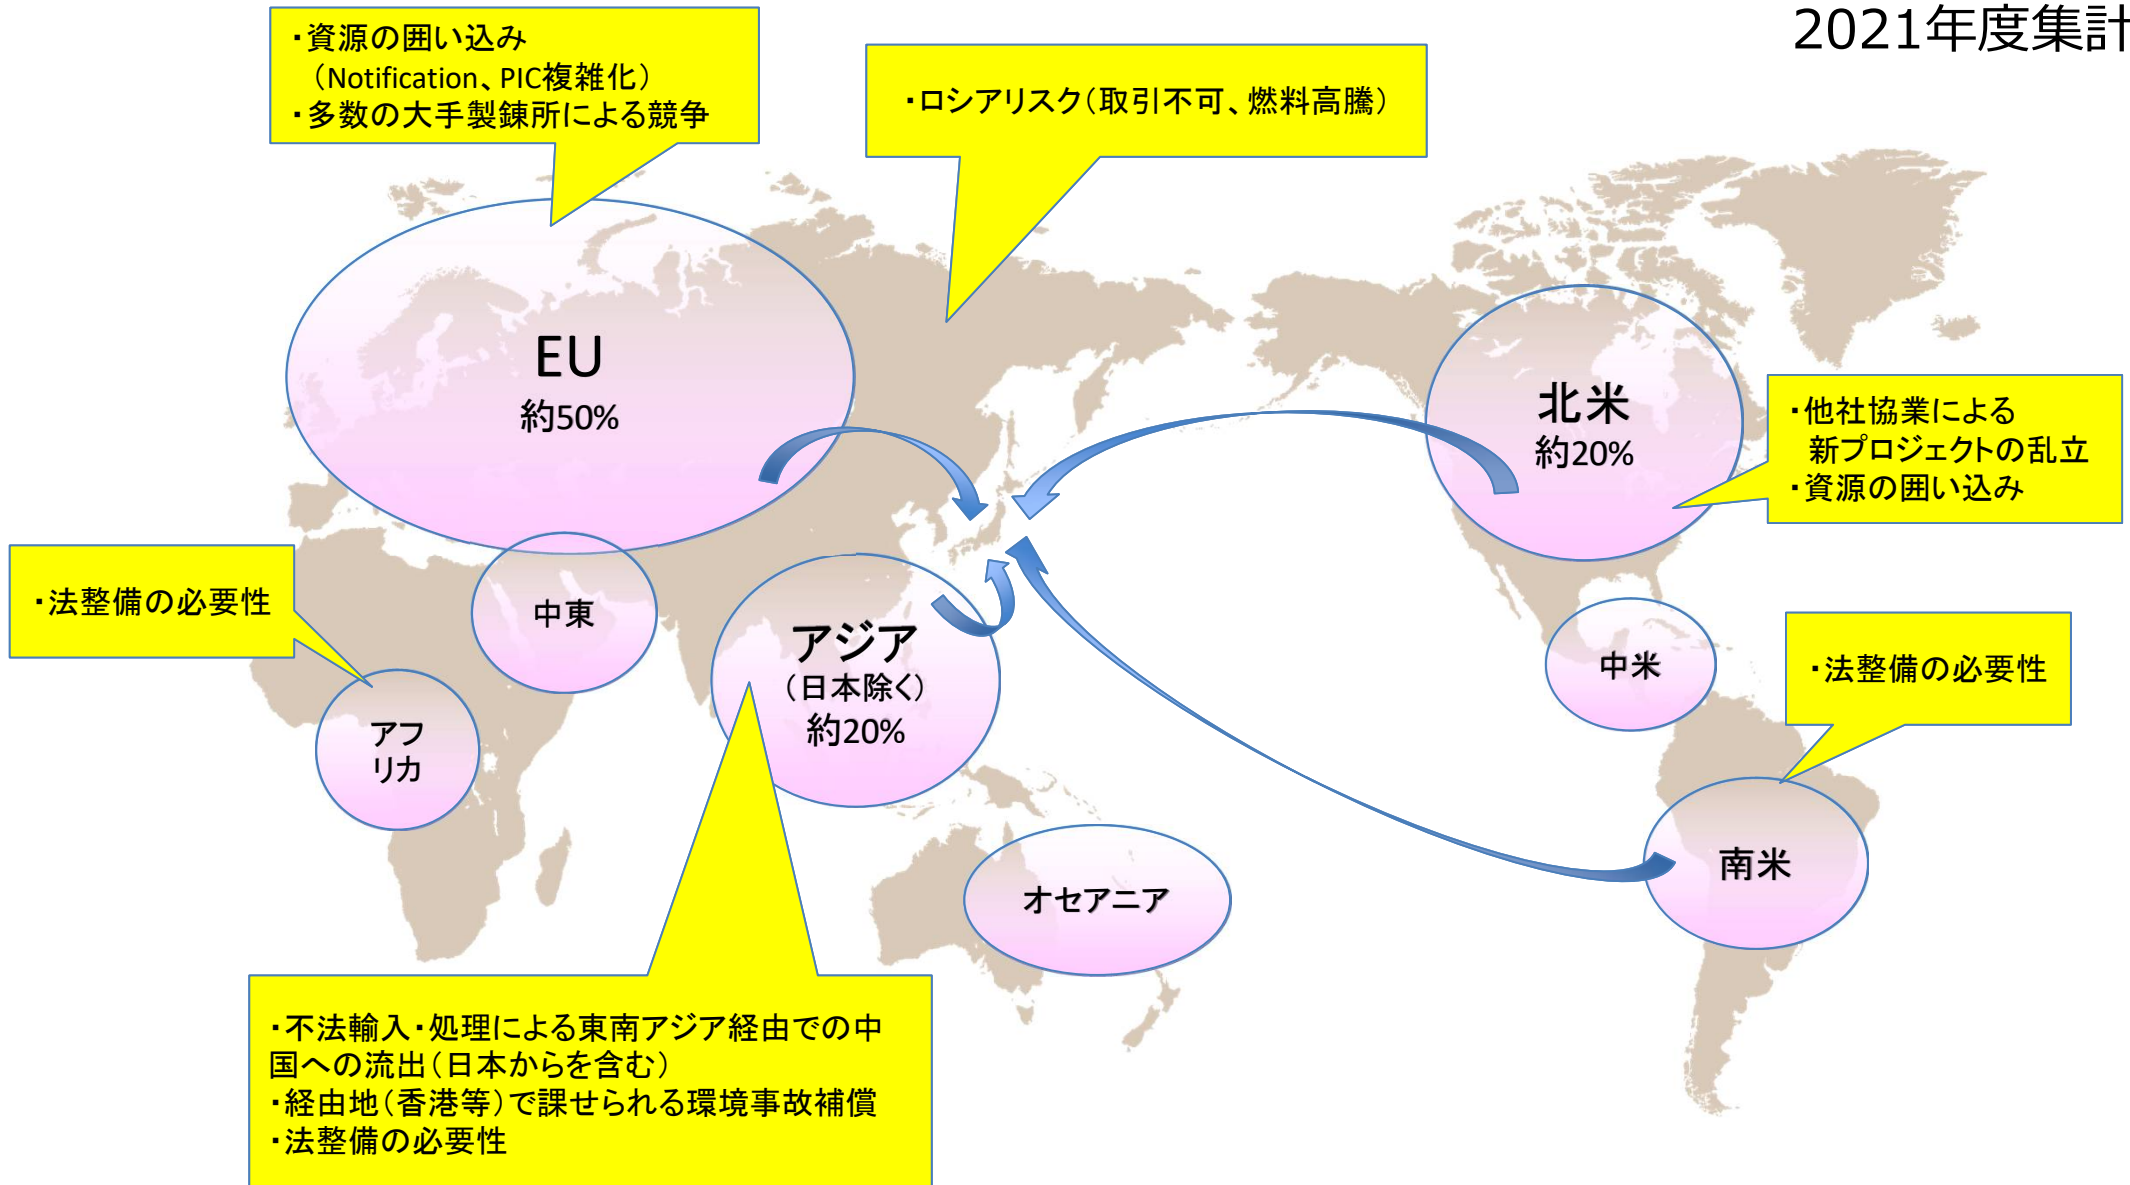 2021年度集計
・資源の囲い込み
（Notification、PIC複雑化）
・多数の大手製錬所による競争
・ロシアリスク（取引不可、燃料高騰）
EU
約50%
北米
約20%
・他社協業による
新プロジェクトの乱立
・資源の囲い込み
・法整備の必要性
中東
アジア
（日本除く）
約20%
中米
・法整備の必要性
アフ
リカ
南米
オセアニア
・不法輸入・処理による東南アジア経由での中
国への流出（日本からを含む）
・経由地（香港等）で課せられる環境事故補償
・法整備の必要性